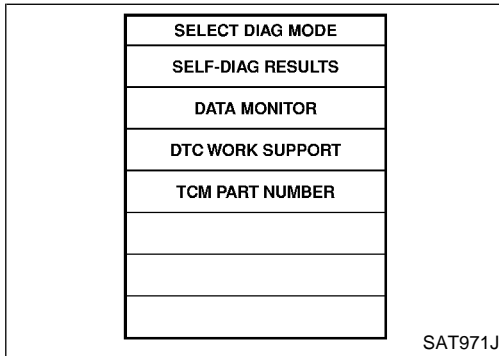 SELECT DIAG MODE
SELF-DIAG RESULTS
DATA MONITOR
DTC WORK SUPPORT
TCM PART NUMBER
SAT971J